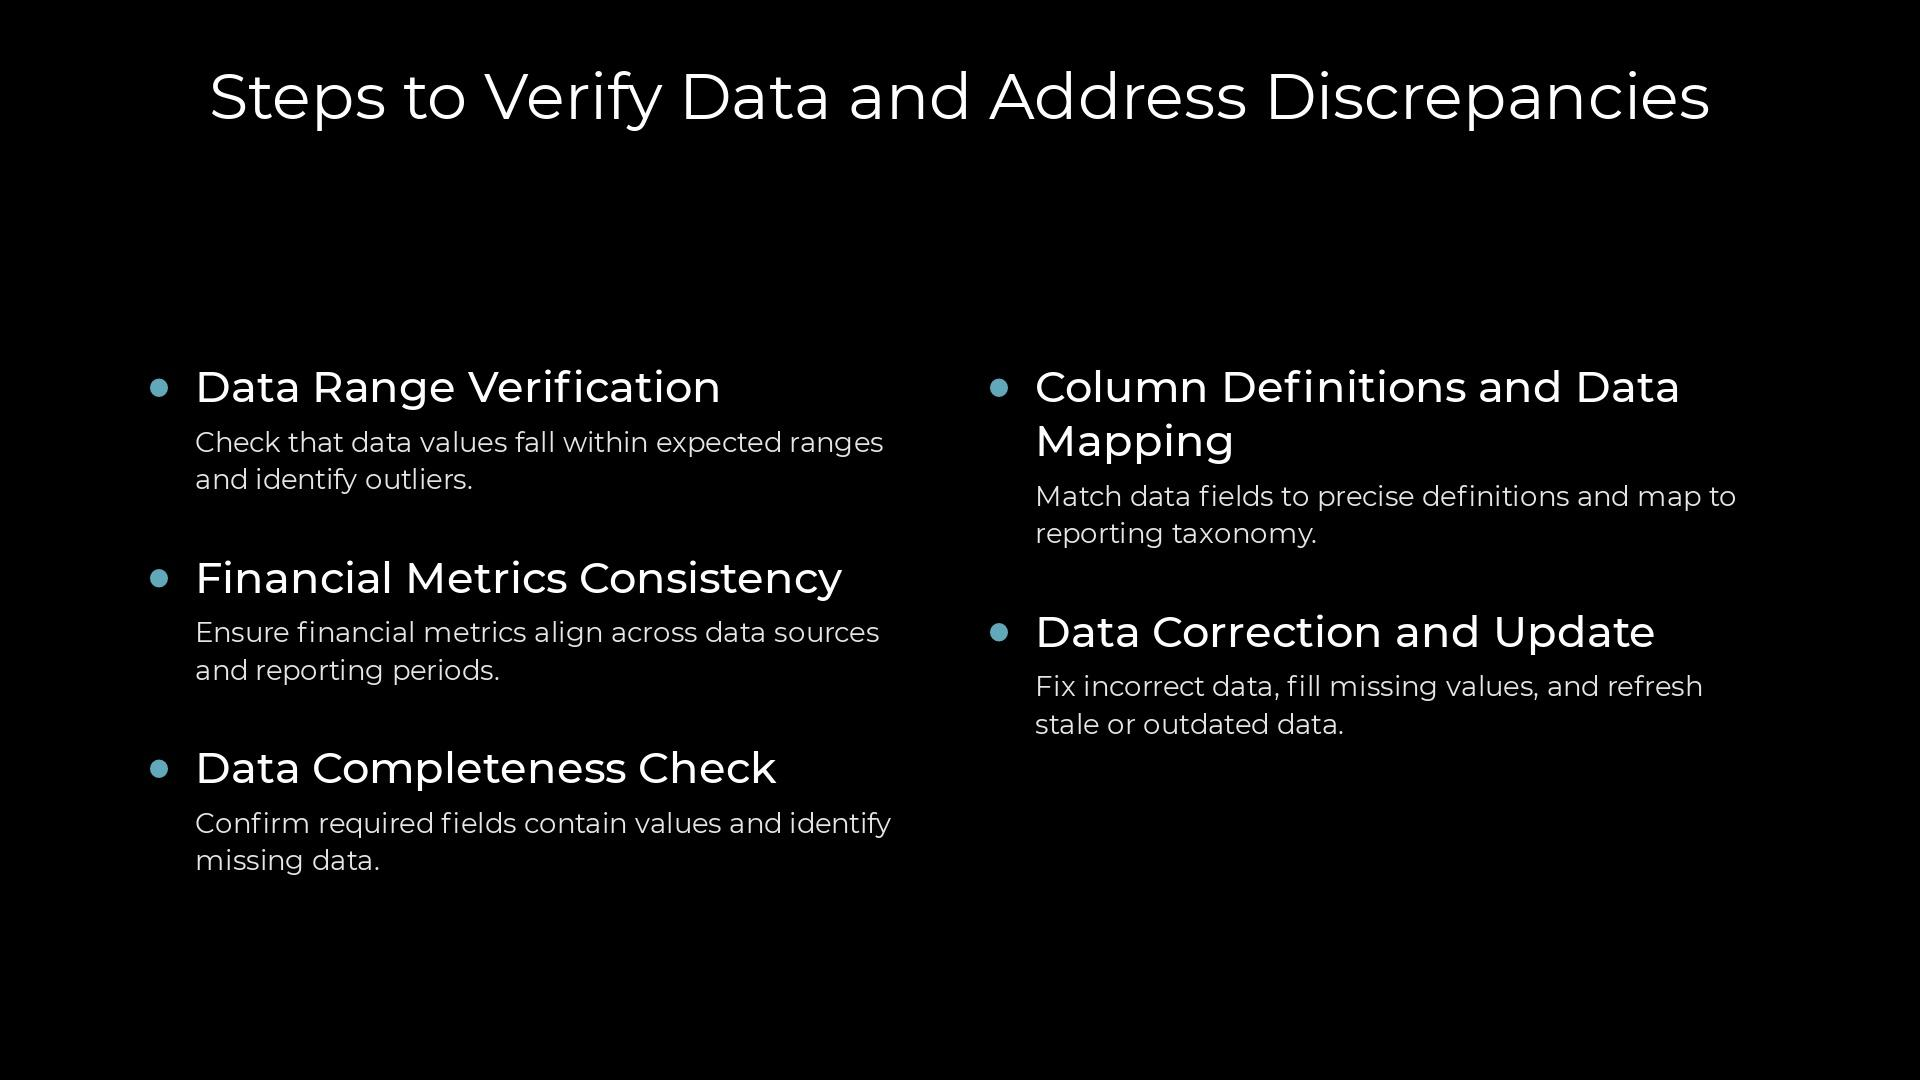 Steps to Verify Data and Address Discrepancies
Data Range Verification
Check that data values fall within expected ranges
and identify outliers.
Financial Metrics Consistency
Ensure financial metrics align across data sources
and reporting periods.
Data Completeness Check
Confirm required fields contain values and identify
missing data.
Column Definitions and Data
Mapping
Match data fields to precise definitions and map to
reporting taxonomy.
Data Correction and Update
Fix incorrect data, fill missing values, and refresh
stale or outdated data.